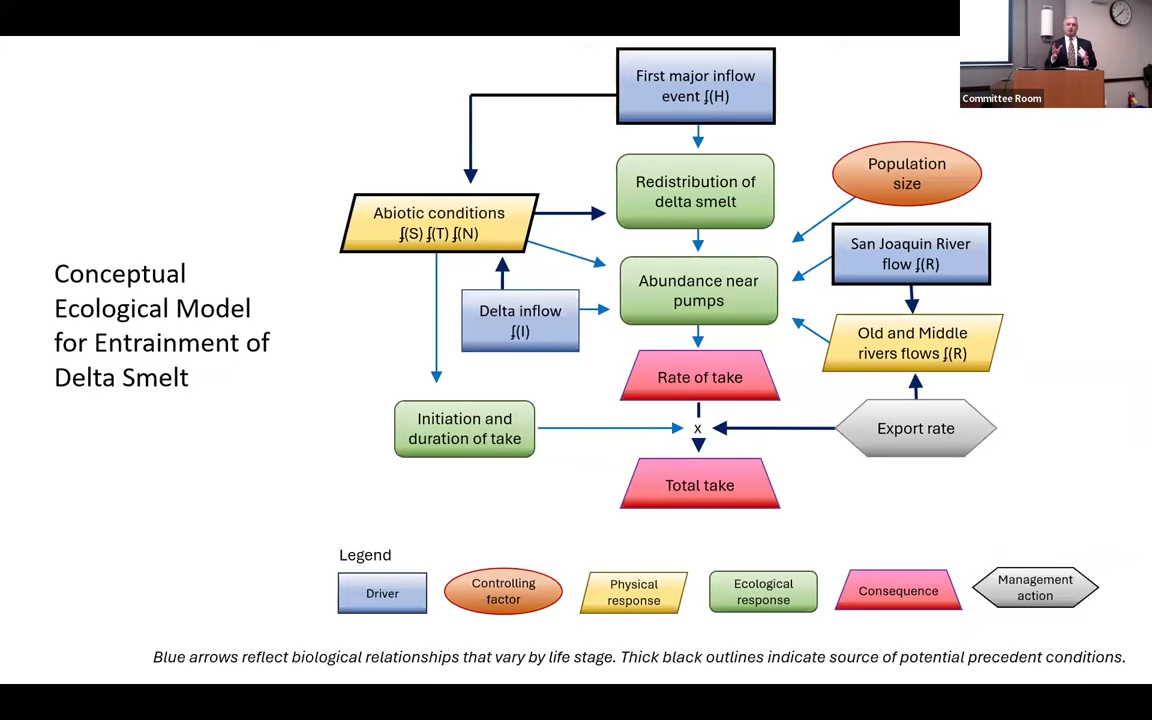 Committee Room
Conceptual
Ecological Model
for Entrainment of
Delta Smelt
First major inflow
event ʆ(H)
Redistribution of
delta smelt
Population
size
Abiotic conditions
ʆ(S) ʆ(T) ʆ(N)
San Joaquin River
flow ʆ(R)
Abundance near
pumps
Delta inflow
ʆ(I)
Old and Middle
rivers flows ʆ(R)
Rate of take
Initiation and
duration of take
x
Export rate
Total take
Legend
Driver
Controlling
factor
Physical
response
Ecological
response
Consequence
Management
action
Blue arrows reflect biological relationships that vary by life stage. Thick black outlines indicate source of potential precedent conditions.